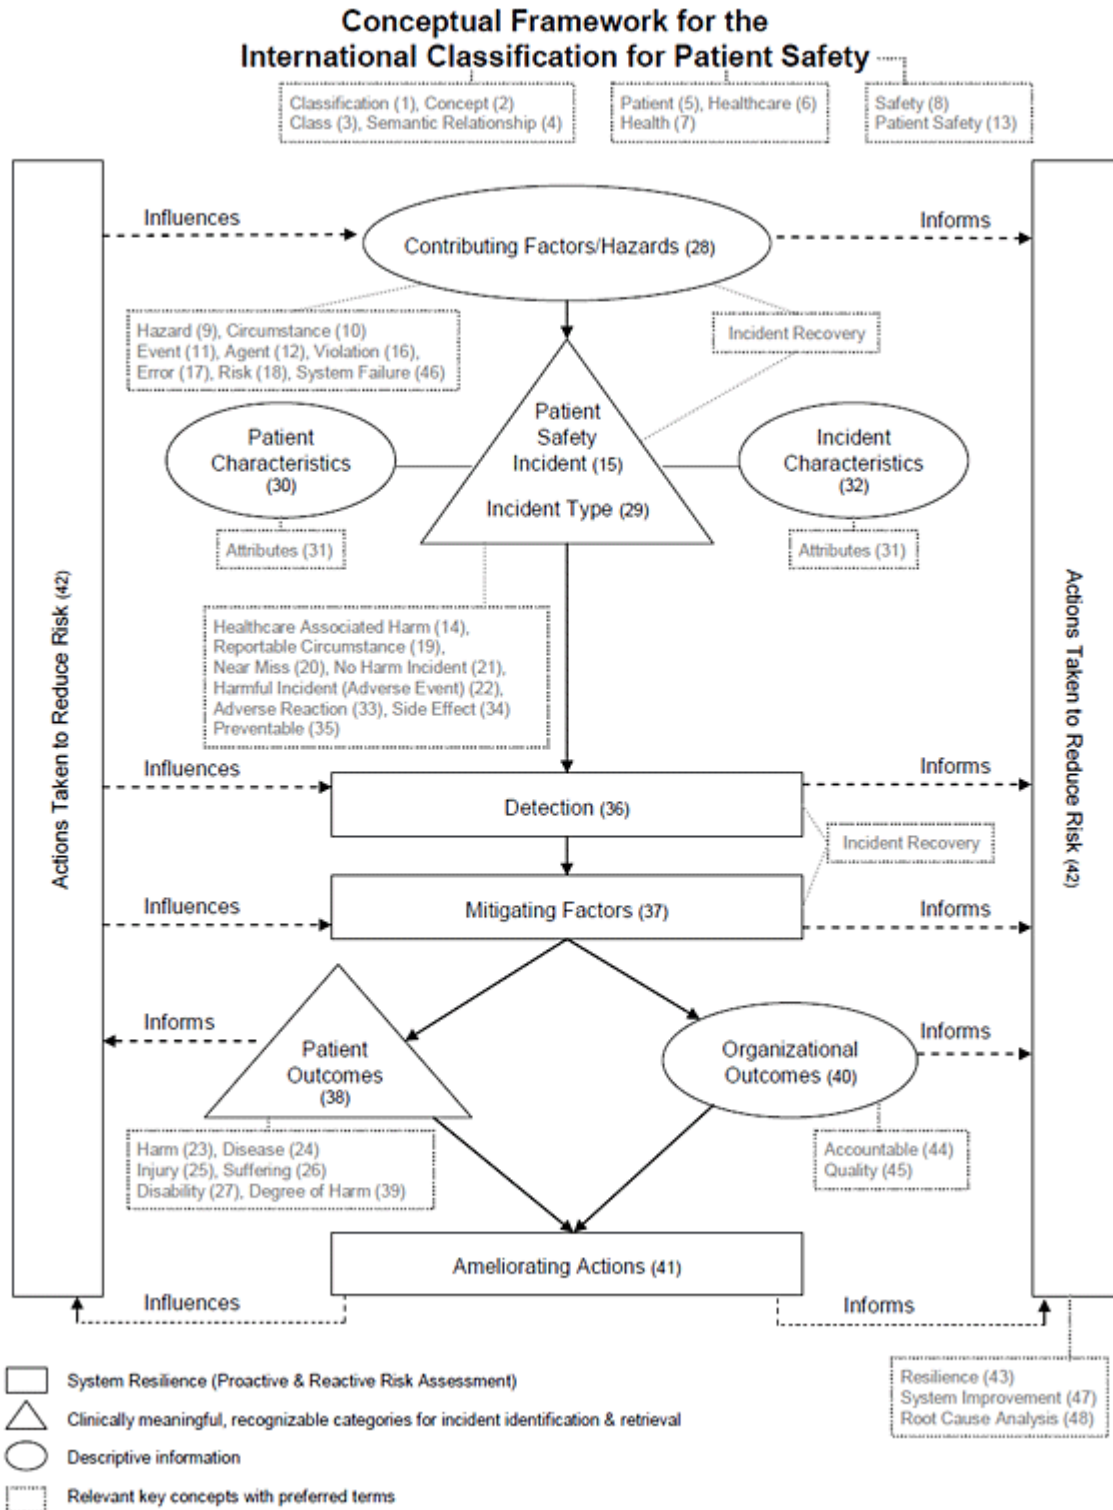 Conceptual Framework for the
International Classification for Patient Safety
Classification (1), Concept (2)
Class (3), Semantic Relationship (4)
Patient (5), Healthcare (6)
Health (7)
Safety (8)
Patient Safety (13)
Influences
Contributing Factors/Hazards (28)
Informs
Hazard (9), Circumstance (10)
Event (11), Agent (12), Violation (16),
Error (17), Risk (18), System Failure (46)
Incident Recovery
Patient
Characteristics
(30)
Patient
Safety
Incident (15)
Incident Type (29)
Incident
Characteristics
(32)
Attributes (31)
Attributes (31)
Actions Taken to Reduce Risk (42)
Actions Taken to Reduce Risk (42)
Healthcare Associated Harm (14),
Reportable Circumstance (19),
Near Miss (20), No Harm Incident (21),
Harmful Incident (Adverse Event) (22),
Adverse Reaction (33), Side Effect (34)
Preventable (35)
Influences
Detection (36)
Informs
Incident Recovery
Influences
Mitigating Factors (37)
Informs
Informs
Patient
Outcomes
(38)
Organizational
Outcomes (40)
Informs
Harm (23), Disease (24)
Injury (25), Suffering (26)
Disability (27), Degree of Harm (39)
Accountable (44)
Quality (45)
Ameliorating Actions (41)
Influences
Informs
Resilience (43)
System Improvement (47)
Root Cause Analysis (48)
System Resilience (Proactive & Reactive Risk Assessment)
Clinically meaningful, recognizable categories for incident identification & retrieval
Descriptive information
Relevant key concepts with preferred terms